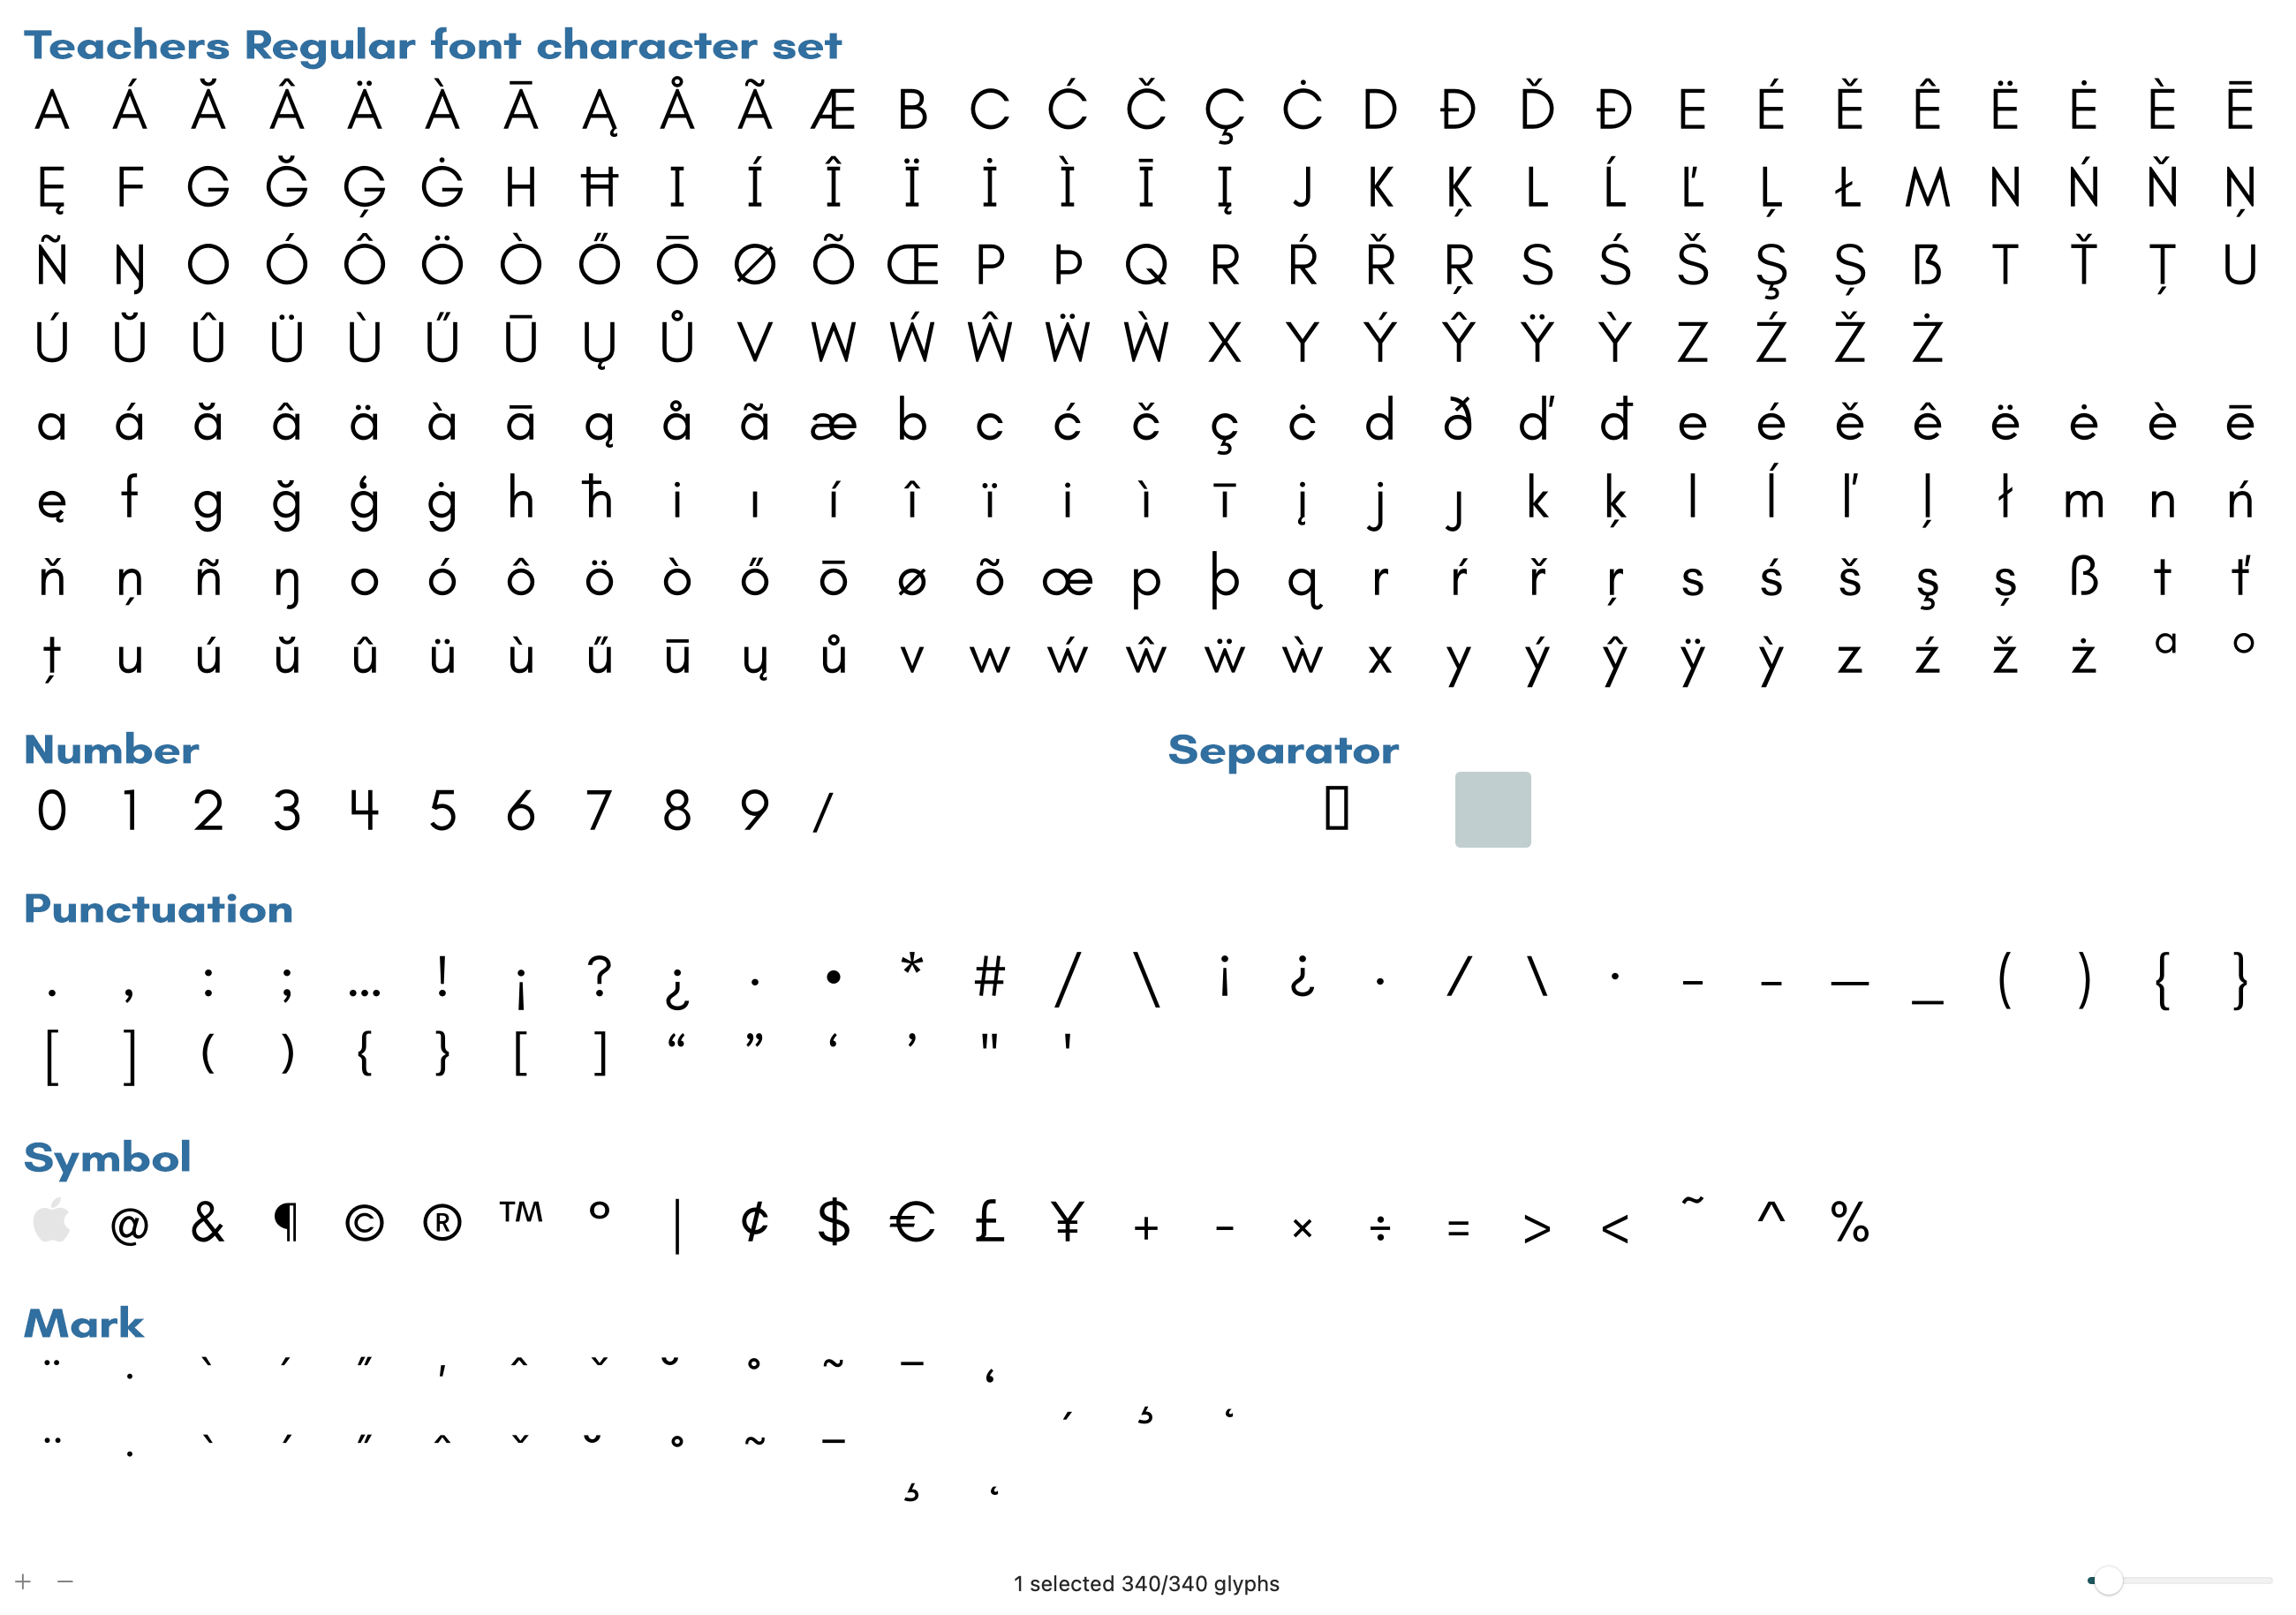 Teachers Regular font character set
A Á Ă Â Ä À Ā Ą Å Ã Æ B C Ć Č Ç Ċ D Đ Ď Đ E É Ě Ê Ë Ė È Ē
Ę F G Ğ Ģ Ġ H Ħ I Í Î Ï İ Ì Ī Į J K Ķ L Ĺ Ľ Ļ Ł M N Ń Ň Ņ
Ñ Ŋ O Ó Ô Ö Ò Ő Ō Ø Õ Œ P Þ Q R Ŕ Ř Ŗ S Ś Š Ş Ș ẞ T Ť Ț U
Ú Ŭ Û Ü Ù Ű Ū Ų Ů V W Ẃ Ŵ Ẅ Ẁ X Y Ý Ŷ Ÿ Ỳ Z Ź Ž Ż
a á ă â ä à ā ą å ã æ b c ć č ç ċ d ð ď đ e é ě ê ë ė è ē
ę f g ğ ģ ġ h ħ i ı í î ï i ì ī į j ȷ k ķ l ĺ ľ ļ ł m n ń
ň ņ ñ ŋ o ó ô ö ò ő ō ø õ œ p þ q r ŕ ř ŗ s ś š ş ș ß t ť
ț u ú ŭ û ü ù ű ū ų ů v w ẃ ŵ ẅ ẁ x y ý ŷ ÿ ỳ z ź ž ż ª º
Number Separator
0 1 2 3 4 5 6 7 8 9 ⁄
Punctuation
. , : ; … ! ¡ ? ¿ · • * # / \ ¡ ¿ · / \ · - – — _ ( ) { }
[ ] ( ) { } [ ] “ ” ‘ ’ " '
Symbol
@ & ¶ © ® ™ ° | ¢ $ € £ ¥ + − × ÷ = > < ~ ^ %
Mark
¨ ˙ ` ´ ˝ ' ˆ ˇ ˘ ˚ ˜ ¯ ‘ , ¸ ˛
¨ ˙ ` ´ ˝ ˆ ˇ ˘ ˚ ˜ ¯ ¸ ˛
1 selected 340/340 glyphs